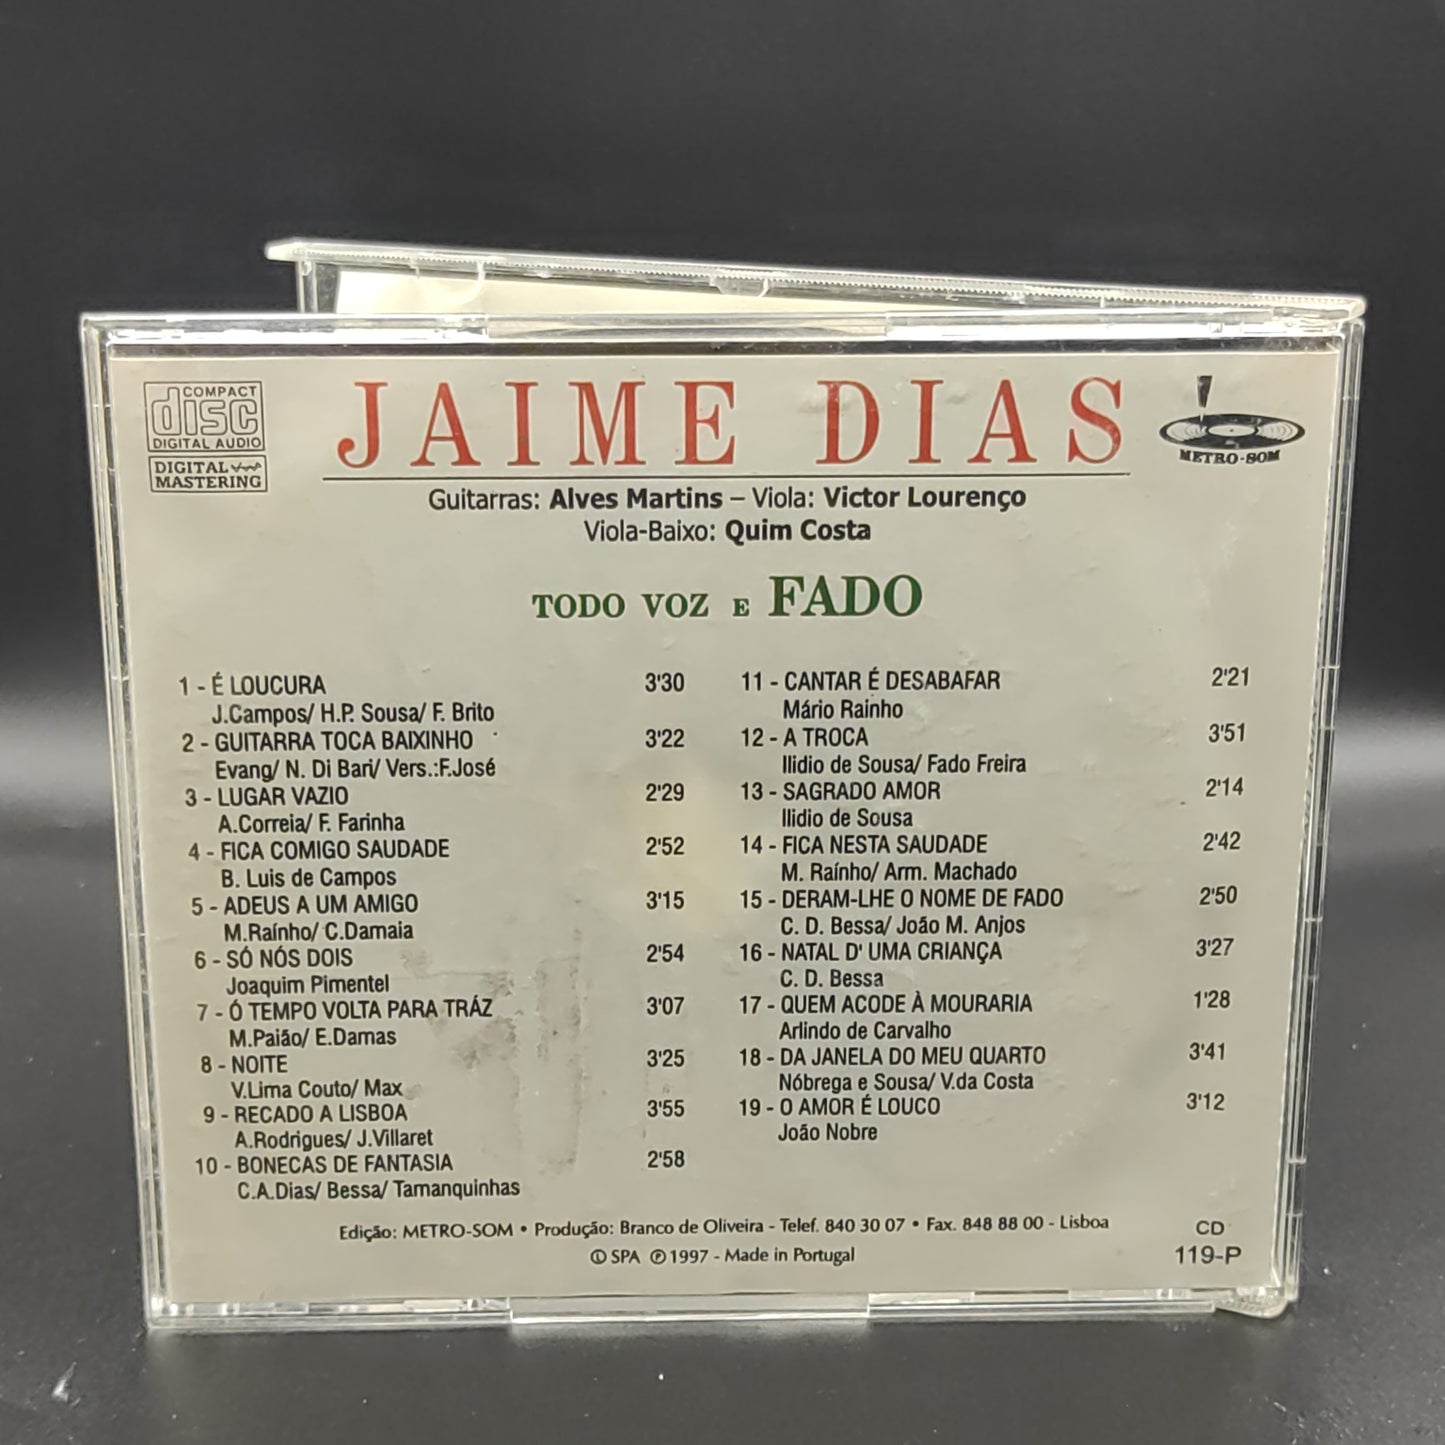 COMPACT
disc
DIGITAL AUDIO
DIGITAL
MASTERING
JAIME DIAS
METRO-SOM
Guitarras: Alves Martins – Viola: Victor Lourenço
Viola-Baixo: Quim Costa
TODO VOZ E FADO
1 - É LOUCURA 3'30
J.Campos/ H.P. Sousa/ F. Brito
2 - GUITARRA TOCA BAIXINHO 3'22
Evang/ N. Di Bari/ Vers.:F.José
3 - LUGAR VAZIO 2'29
A.Correia/ F. Farinha
4 - FICA COMIGO SAUDADE 2'52
B. Luis de Campos
5 - ADEUS A UM AMIGO 3'15
M.Raínho/ C.Damaia
6 - SÓ NÓS DOIS 2'54
Joaquim Pimentel
7 - Ó TEMPO VOLTA PARA TRÁZ 3'07
M.Paião/ E.Damas
8 - NOITE 3'25
V.Lima Couto/ Max
9 - RECADO A LISBOA 3'55
A.Rodrigues/ J.Villaret
10 - BONECAS DE FANTASIA 2'58
C.A.Dias/ Bessa/ Tamanquinhas
11 - CANTAR É DESABAFAR 2'21
Mário Rainho
12 - A TROCA 3'51
Ilidio de Sousa/ Fado Freira
13 - SAGRADO AMOR 2'14
Ilidio de Sousa
14 - FICA NESTA SAUDADE 2'42
M. Raínho/ Arm. Machado
15 - DERAM-LHE O NOME DE FADO 2'50
C. D. Bessa/ João M. Anjos
16 - NATAL D' UMA CRIANÇA 3'27
C. D. Bessa
17 - QUEM ACODE À MOURARIA 1'28
Arlindo de Carvalho
18 - DA JANELA DO MEU QUARTO 3'41
Nóbrega e Sousa/ V.da Costa
19 - O AMOR É LOUCO 3'12
João Nobre
Edição: METRO-SOM • Produção: Branco de Oliveira - Telef. 840 30 07 • Fax. 848 88 00 - Lisboa
SPA ℗ 1997 - Made in Portugal
CD
119-P